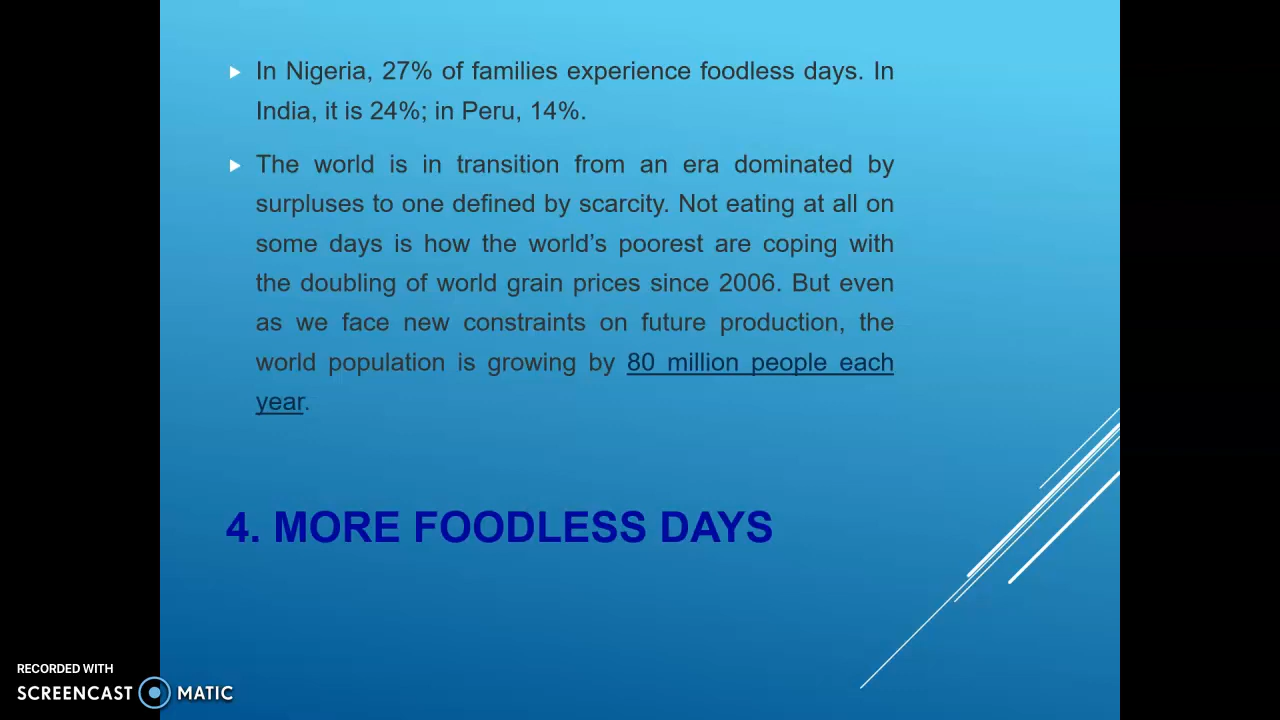 In Nigeria, 27% of families experience foodless days. In
India, it is 24%; in Peru, 14%.
The world is in transition from an era dominated by
surpluses to one defined by scarcity. Not eating at all on
some days is how the world’s poorest are coping with
the doubling of world grain prices since 2006. But even
as we face new constraints on future production, the
world population is growing by 80 million people each
year.
4. MORE FOODLESS DAYS
RECORDED WITH
SCREENCAST MATIC